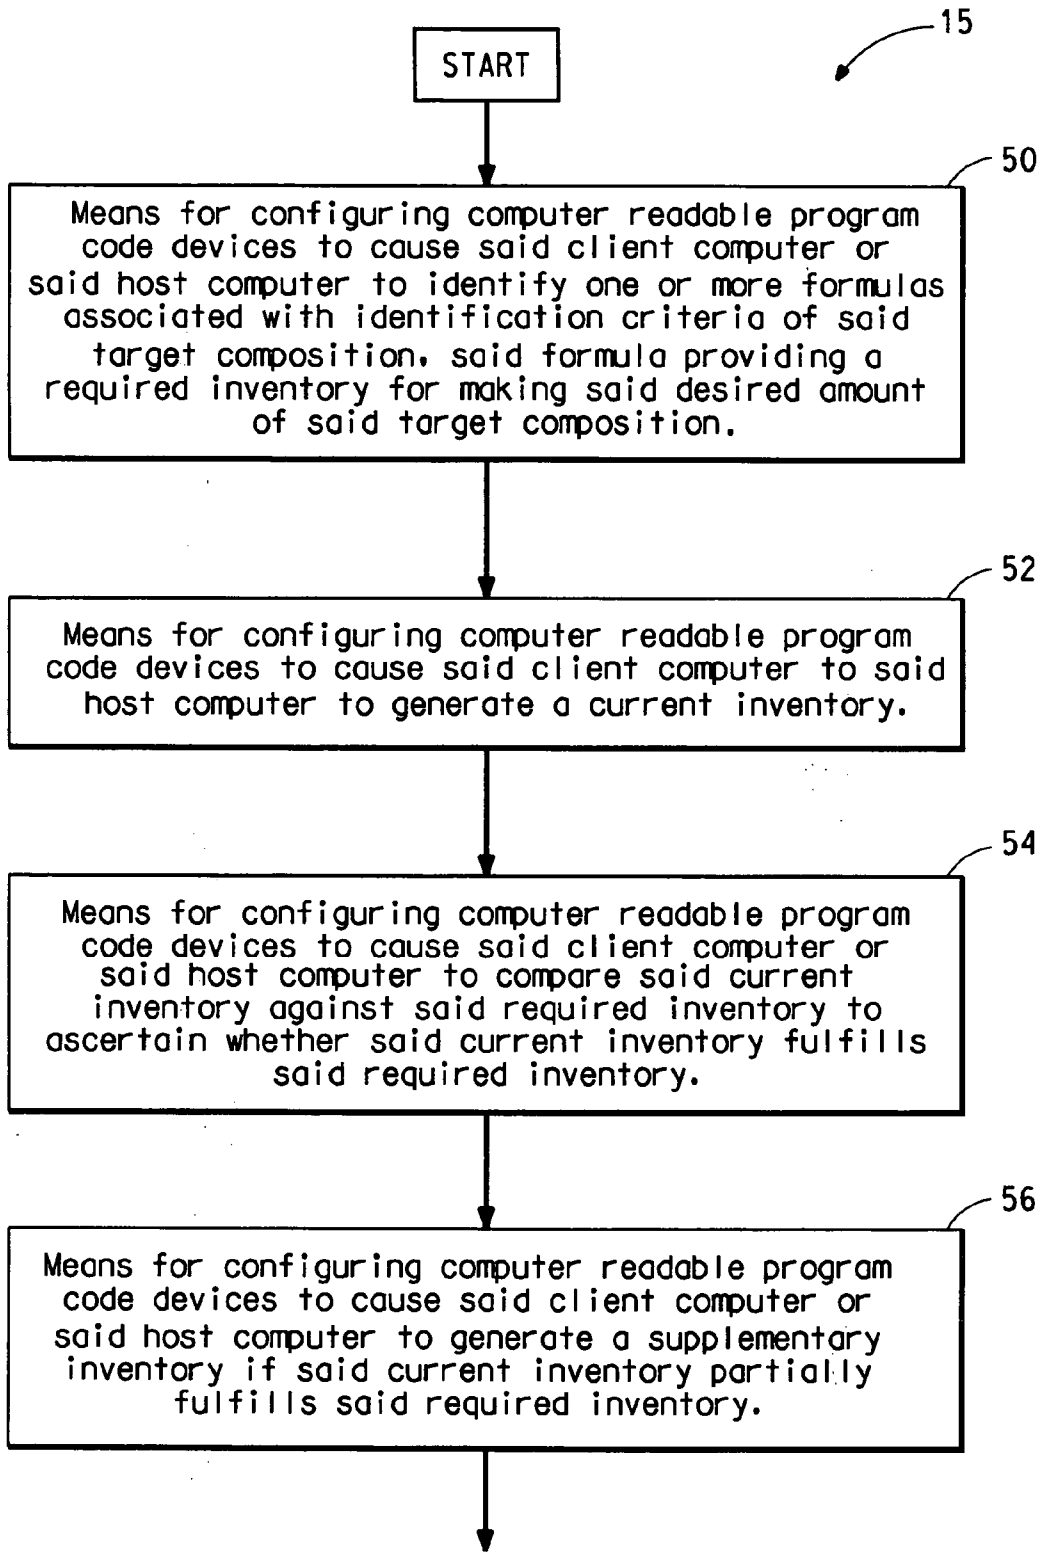 15
START
50
Means for configuring computer readable program
code devices to cause said client computer or
said host computer to identify one or more formulas
associated with identification criteria of said
target composition, said formula providing a
required inventory for making said desired amount
of said target composition.
52
Means for configuring computer readable program
code devices to cause said client computer to said
host computer to generate a current inventory.
54
Means for configuring computer readable program
code devices to cause said client computer or
said host computer to compare said current
inventory against said required inventory to
ascertain whether said current inventory fulfills
said required inventory.
56
Means for configuring computer readable program
code devices to cause said client computer or
said host computer to generate a supplementary
inventory if said current inventory partially
fulfills said required inventory.